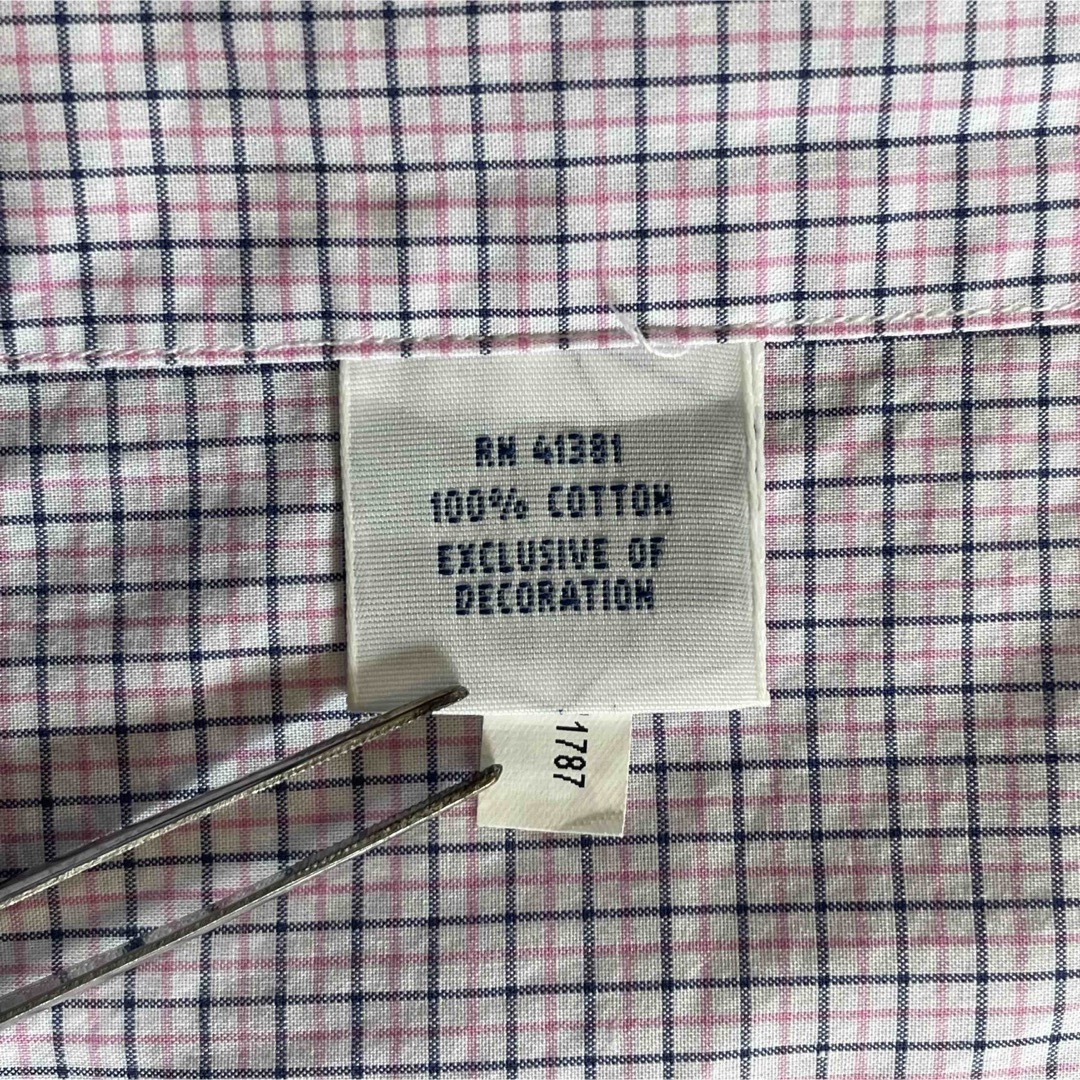 RN 41381
100% COTTON
EXCLUSIVE OF
DECORATION
1787